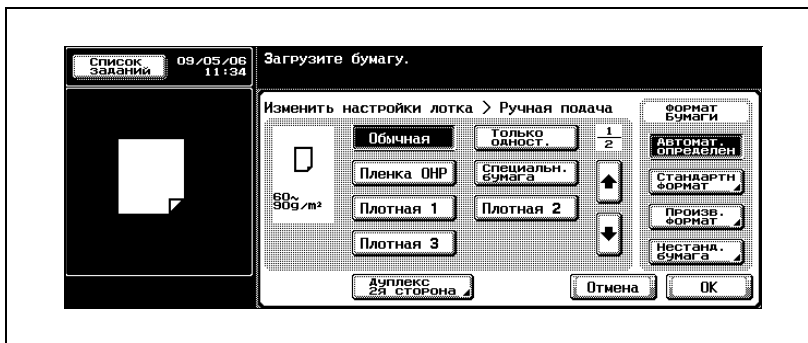 Список
заданий
09/05/06
11:34
Загрузите бумагу.
Изменить настройки лотка > Ручная подача
60~
90g/m²
Обычная
Только
одност.
Пленка OHP
Специальн.
бумага
Плотная 1
Плотная 2
Плотная 3
1
2
Дуплекс
2я сторона
Формат
бумаги
Автомат.
определен
Стандартн
формат
Произв.
формат
Нестанд.
бумага
Отмена
OK